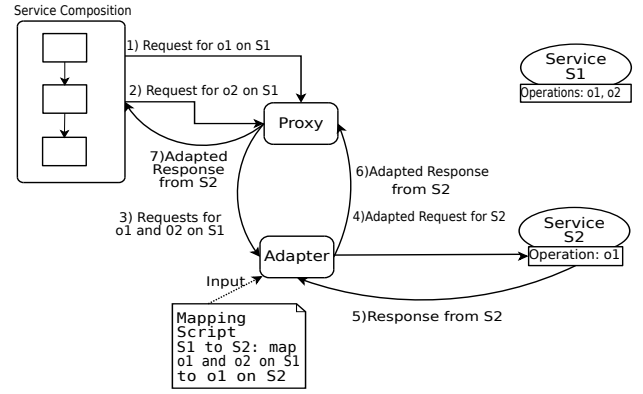 Service Composition
1) Request for o1 on S1
2) Request for o2 on S1
Proxy
Service
S1
Operations: o1, o2
7)Adapted
Response
from S2
6)Adapted Response
from S2
3) Requests for
o1 and 02 on S1
4)Adapted Request for S2
Service
S2
Operation: o1
Adapter
Input
5)Response from S2
Mapping
Script
S1 to S2: map
o1 and o2 on S1
to o1 on S2